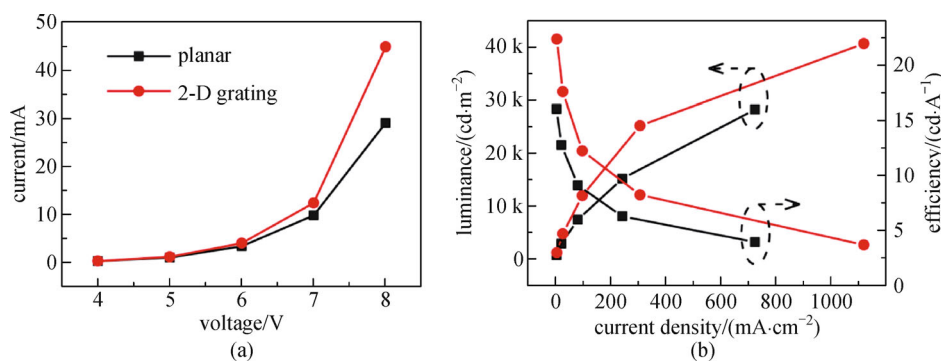 50
40
30
20
10
0
current/mA
planar
2-D grating
4 5 6 7 8
voltage/V
(a)
40 k
30 k
20 k
10 k
0
luminance/(cd·m−2)
20
15
10
5
0
efficiency/(cd·A−1)
0 200 400 600 800 1000
current density/(mA·cm−2)
(b)